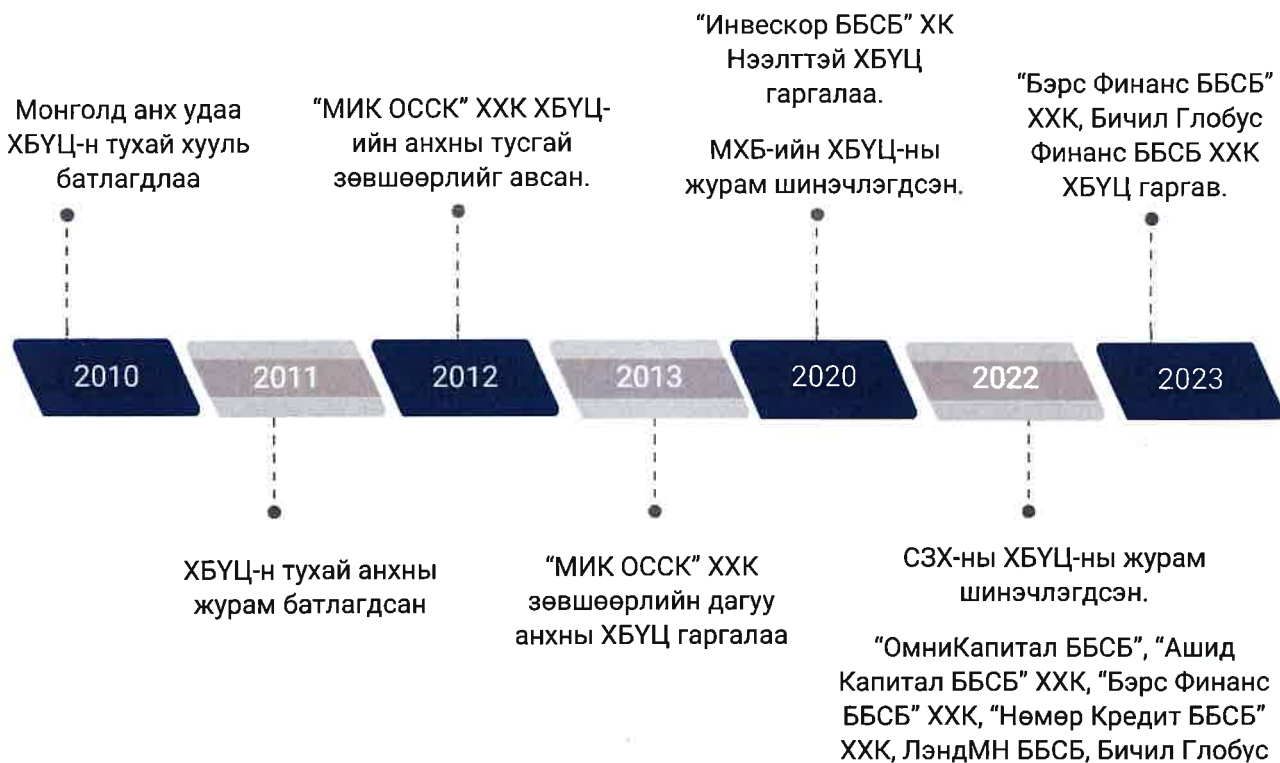 Монголд анх удаа
ХБҮЦ-н тухай хууль
батлагдлаа
“МИК ОССК” ХХК ХБҮЦ-
ийн анхны тусгай
зөвшөөрлийг авсан.
“Инвескор ББСБ” ХК
Нээлттэй ХБҮЦ
гаргалаа.
МХБ-ийн ХБҮЦ-ны
журам шинэчлэгдсэн.
“Бэрс Финанс ББСБ”
ХХК, Бичил Глобус
Финанс ББСБ ХХК
ХБҮЦ гаргав.
2010
2011
2012
2013
2020
2022
2023
ХБҮЦ-н тухай анхны
журам батлагдсан
“МИК ОССК” ХХК
зөвшөөрлийн дагуу
анхны ХБҮЦ гаргалаа
СЗХ-ны ХБҮЦ-ны журам
шинэчлэгдсэн.
“ОмниКапитал ББСБ”, “Ашид
Капитал ББСБ” ХХК, “Бэрс Финанс
ББСБ” ХХК, “Нөмөр Кредит ББСБ”
ХХК, ЛэндМН ББСБ, Бичил Глобус